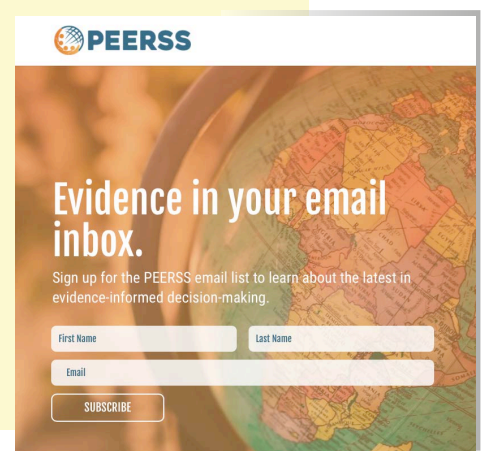 PEERSS
Evidence in your email
inbox.
Sign up for the PEERSS email list to learn about the latest in
evidence-informed decision-making.
First Name
Last Name
Email
SUBSCRIBE